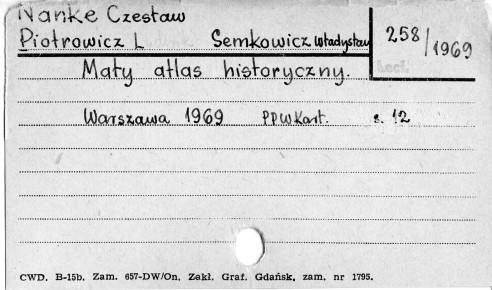 Nanke Czesław
Piotrowicz L Semkowicz Władysław
258/1969
Mały atlas historyczny.
Warszawa 1969 PPWKart. s. 12
CWD. B-15b. Zam. 657-DW/On. Zakł. Graf. Gdańsk, zam. nr 1795.